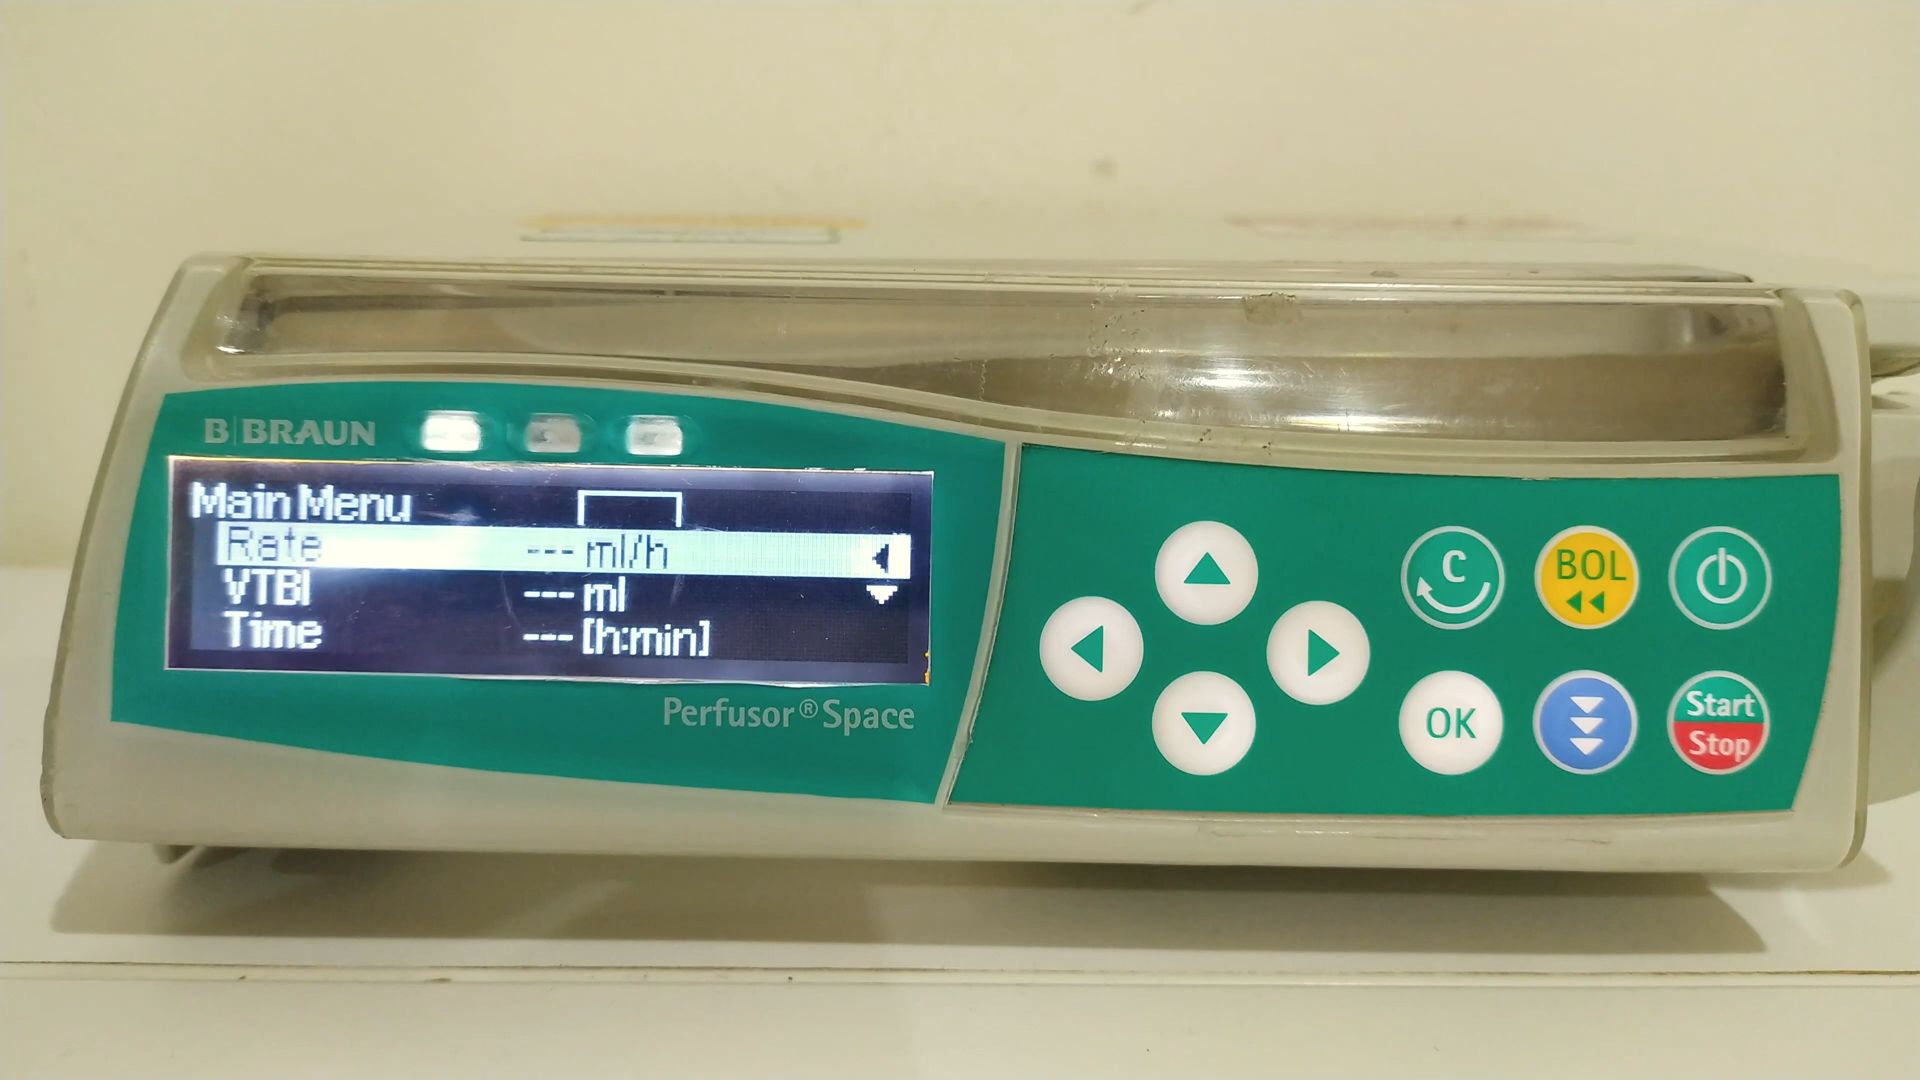 B|BRAUN
Main Menu
Rate --- ml/h
VTBI --- ml
Time --- [h:min]
Perfusor® Space
C
BOL
OK
Start
Stop